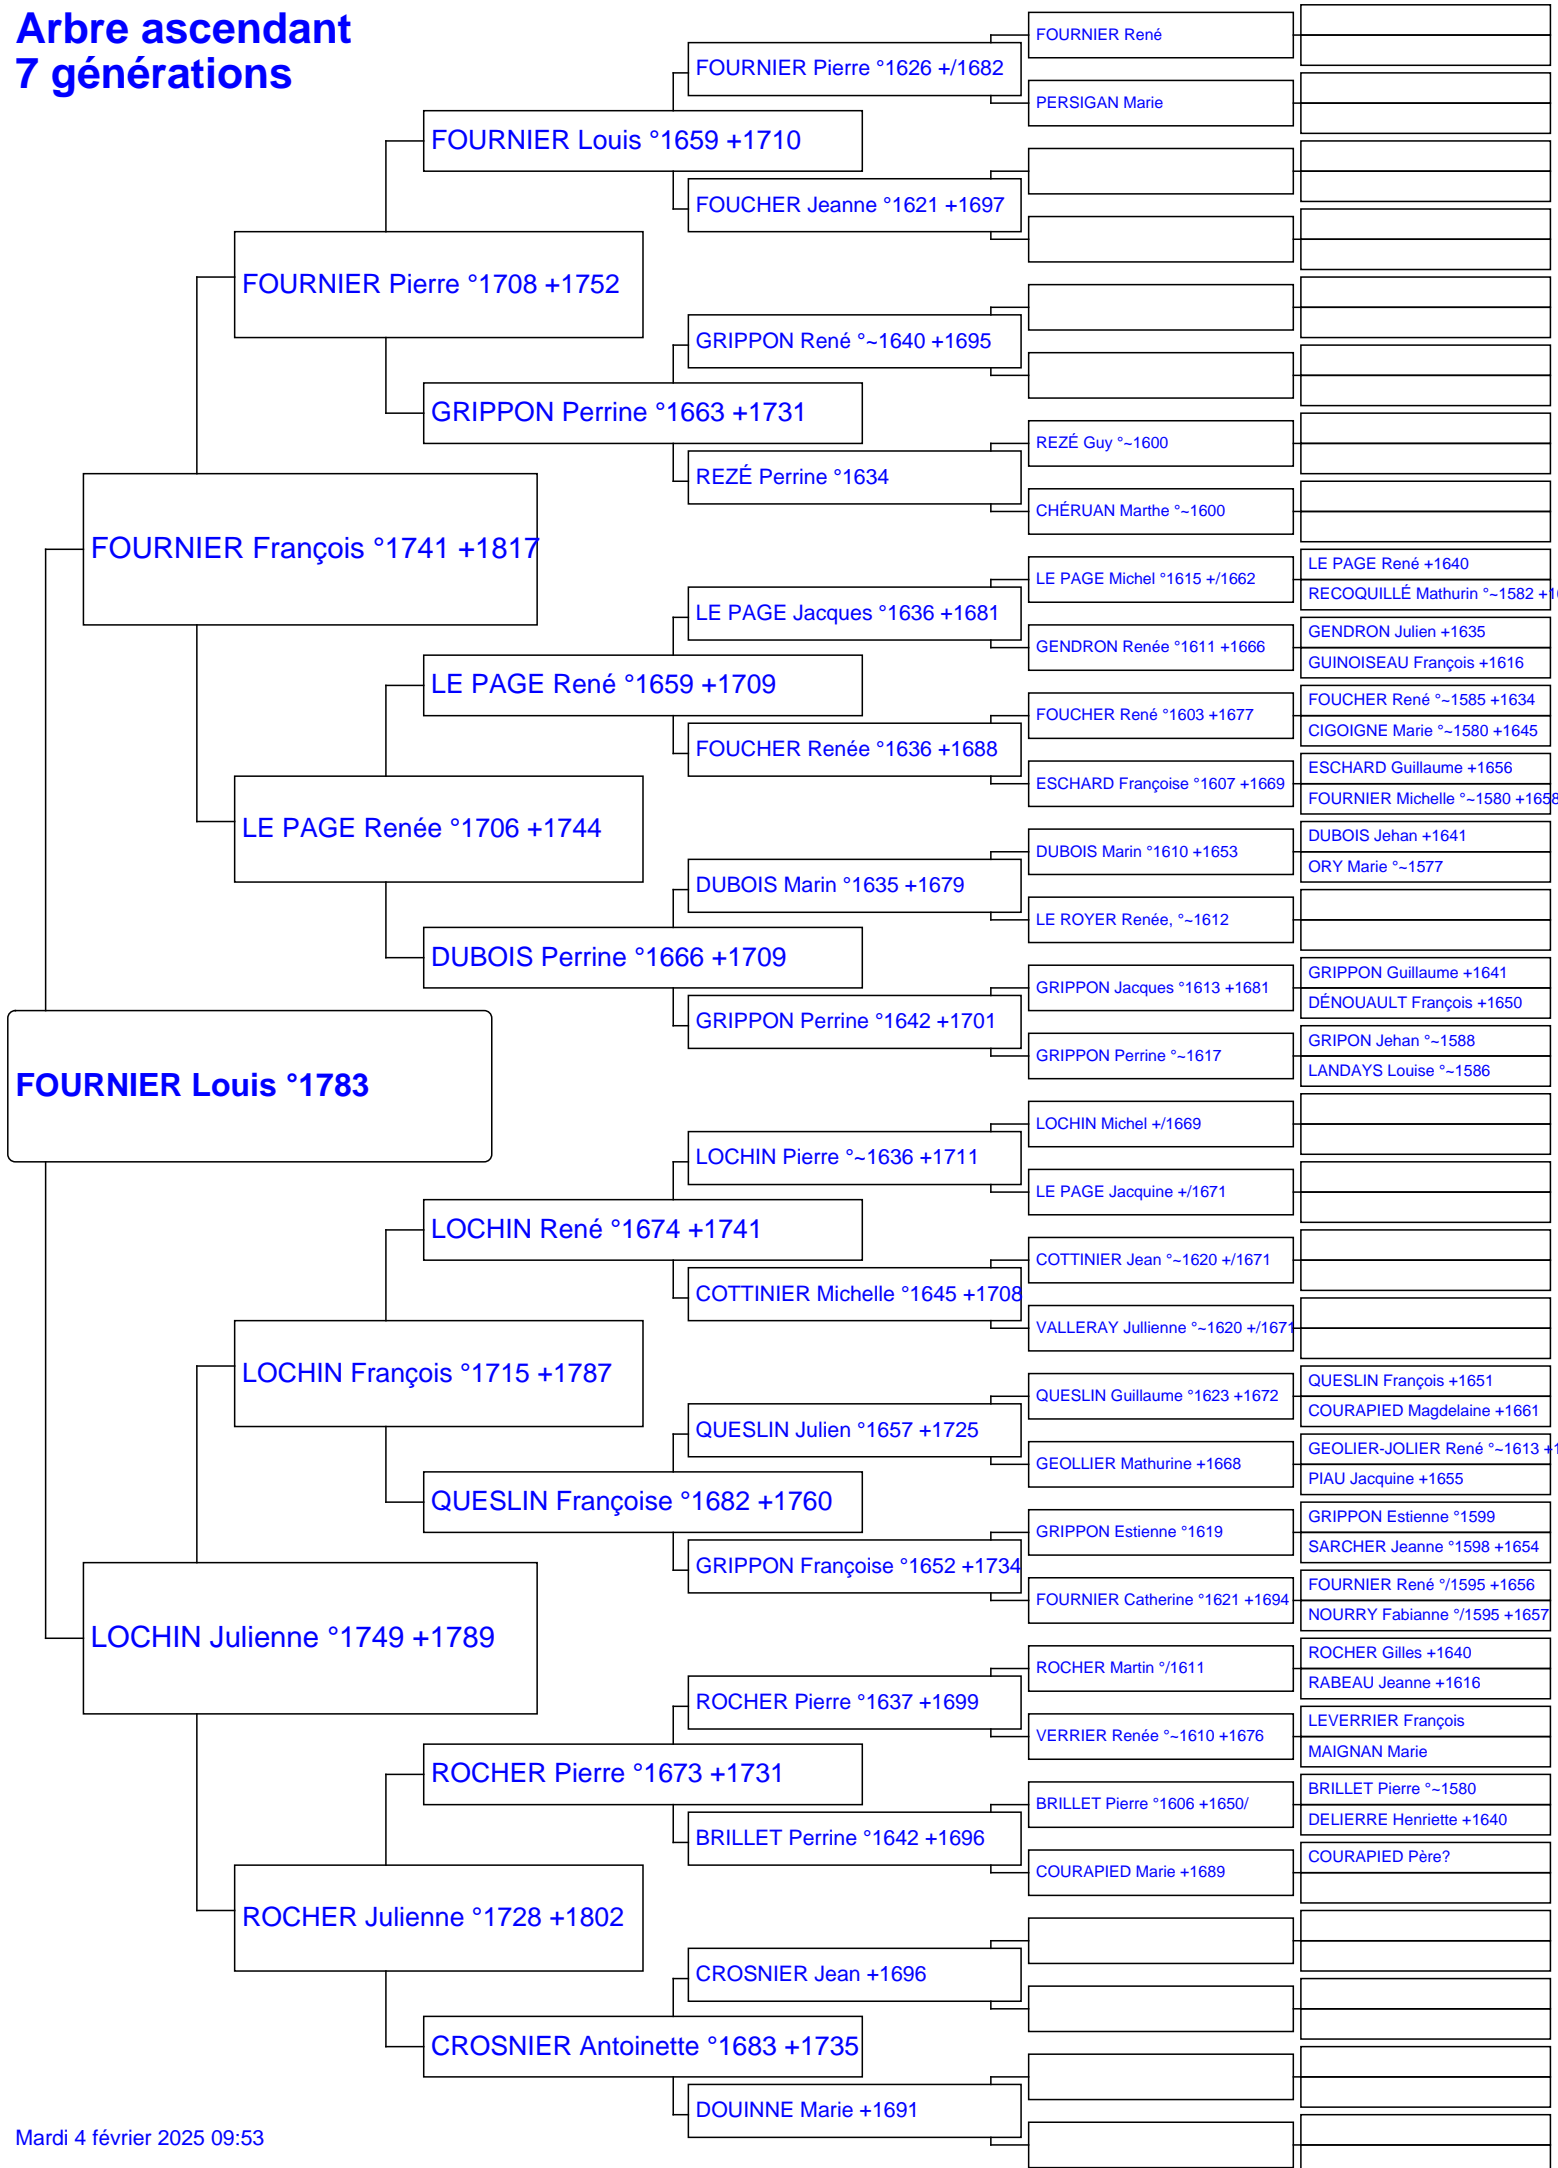 Arbre ascendant
7 générations
FOURNIER Louis °1783
FOURNIER François °1741 +1817
LOCHIN Julienne °1749 +1789
FOURNIER Pierre °1708 +1752
LE PAGE Renée °1706 +1744
LOCHIN François °1715 +1787
ROCHER Julienne °1728 +1802
FOURNIER Louis °1659 +1710
GRIPPON Perrine °1663 +1731
LE PAGE René °1659 +1709
DUBOIS Perrine °1666 +1709
LOCHIN René °1674 +1741
QUESLIN Françoise °1682 +1760
ROCHER Pierre °1673 +1731
CROSNIER Antoinette °1683 +1735
FOURNIER Pierre °1626 +/1682
FOUCHER Jeanne °1621 +1697
GRIPPON René °~1640 +1695
REZÉ Perrine °1634
LE PAGE Jacques °1636 +1681
FOUCHER Renée °1636 +1688
DUBOIS Marin °1635 +1679
GRIPPON Perrine °1642 +1701
LOCHIN Pierre °~1636 +1711
COTTINIER Michelle °1645 +1708
QUESLIN Julien °1657 +1725
GRIPPON Françoise °1652 +1734
ROCHER Pierre °1637 +1699
BRILLET Perrine °1642 +1696
CROSNIER Jean +1696
DOUINNE Marie +1691
FOURNIER René
PERSIGAN Marie
REZÉ Guy °~1600
CHÉRUAN Marthe °~1600
LE PAGE Michel °1615 +/1662
GENDRON Renée °1611 +1666
FOUCHER René °1603 +1677
ESCHARD Françoise °1607 +1669
DUBOIS Marin °1610 +1653
LE ROYER Renée, °~1612
GRIPPON Jacques °1613 +1681
GRIPPON Perrine °~1617
LOCHIN Michel +/1669
LE PAGE Jacquine +/1671
COTTINIER Jean °~1620 +/1671
VALLERAY Jullienne °~1620 +/1671
QUESLIN Guillaume °1623 +1672
GEOLLIER Mathurine +1668
GRIPPON Estienne °1619
FOURNIER Catherine °1621 +1694
ROCHER Martin °/1611
VERRIER Renée °~1610 +1676
BRILLET Pierre °1606 +1650/
COURAPIED Marie +1689
LE PAGE René +1640
RECOQUILLÉ Mathurin °~1582
GENDRON Julien +1635
GUINOISEAU François +1616
FOUCHER René °~1585 +1634
CIGOIGNE Marie °~1580 +1645
ESCHARD Guillaume +1656
FOURNIER Michelle °~1580 +1658
DUBOIS Jehan +1641
ORY Marie °~1577
GRIPPON Guillaume +1641
DÉNOUAULT François +1650
GRIPON Jehan °~1588
LANDAYS Louise °~1586
QUESLIN François +1651
COURAPIED Magdelaine +1661
GEOLIER-JOLIER René °~1613
PIAU Jacquine +1655
GRIPPON Estienne °1599
SARCHER Jeanne °1598 +1654
FOURNIER René °/1595 +1656
NOURRY Fabianne °/1595 +1657
ROCHER Gilles +1640
RABEAU Jeanne +1616
LEVERRIER François
MAIGNAN Marie
BRILLET Pierre °~1580
DELIERRE Henriette +1640
COURAPIED Père?
Mardi 4 février 2025 09:53